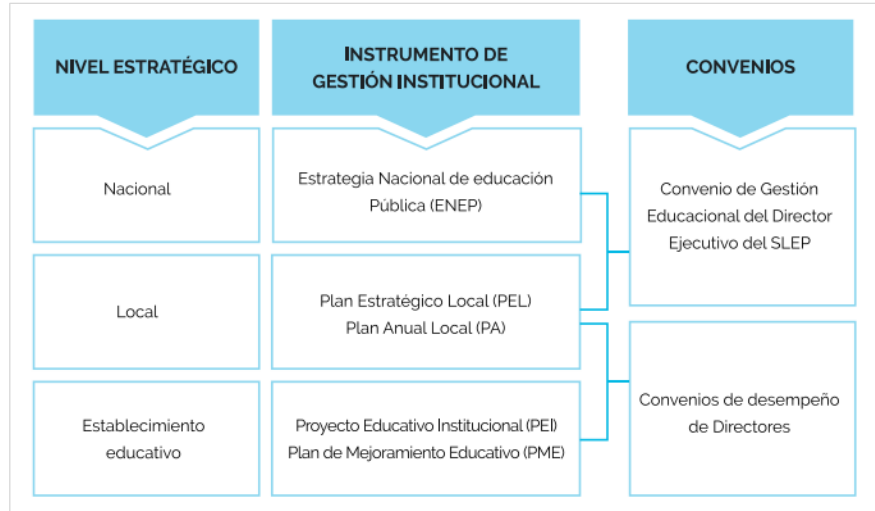 NIVEL ESTRATÉGICO
INSTRUMENTO DE
GESTIÓN INSTITUCIONAL
CONVENIOS
Nacional
Estrategia Nacional de educación
Pública (ENEP)
Convenio de Gestión
Educacional del Director
Ejecutivo del SLEP
Local
Plan Estratégico Local (PEL)
Plan Anual Local (PA)
Establecimiento
educativo
Proyecto Educativo Institucional (PEI)
Plan de Mejoramiento Educativo (PME)
Convenios de desempeño
de Directores